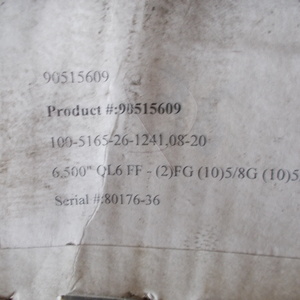 90515609
Product #:90515609
100-5165-26-1241.08-20
6.500" QL6 FF - (2)FG (10)5/8G (10)5
Serial #:80176-36